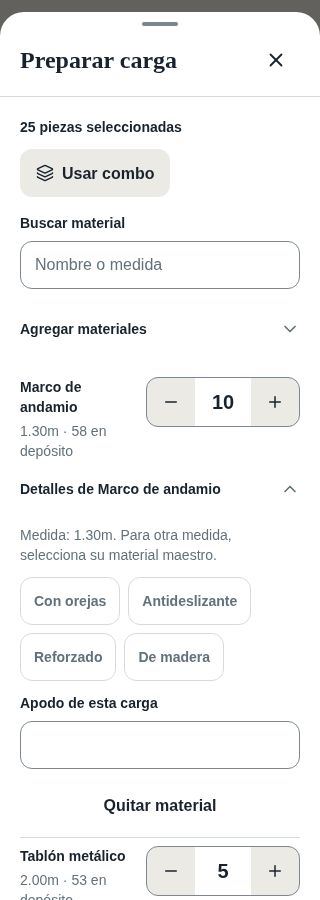 Preparar carga
25 piezas seleccionadas
Usar combo
Buscar material
Nombre o medida
Agregar materiales
Marco de
andamio
1.30m · 58 en
depósito
10
Detalles de Marco de andamio
Medida: 1.30m. Para otra medida,
selecciona su material maestro.
Con orejas
Antideslizante
Reforzado
De madera
Apodo de esta carga
Quitar material
Tablón metálico
2.00m · 53 en
depósito
5